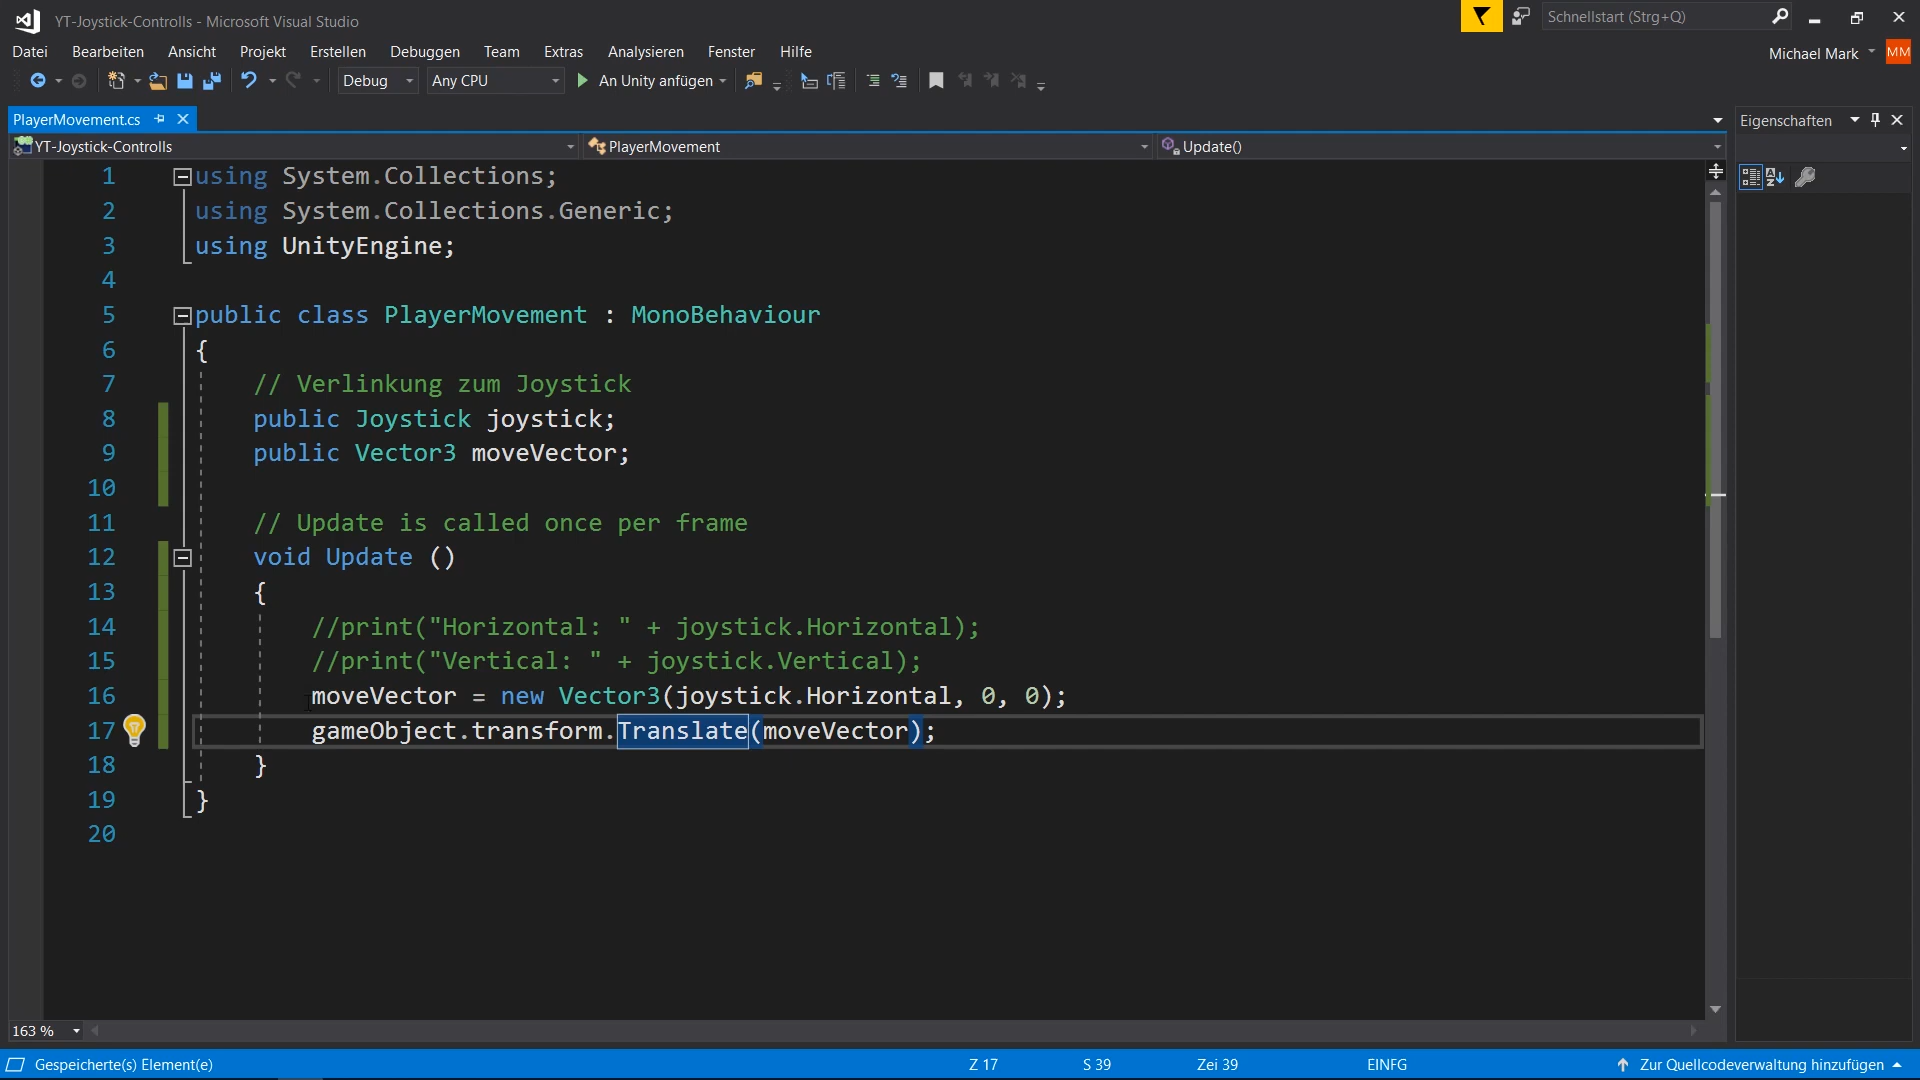 YT-Joystick-Controlls - Microsoft Visual Studio
Schnellstart (Strg+Q)
Datei Bearbeiten Ansicht Projekt Erstellen Debuggen Team Extras Analysieren Fenster Hilfe
Michael Mark MM
Debug Any CPU An Unity anfügen
PlayerMovement.cs
Eigenschaften
YT-Joystick-Controlls PlayerMovement Update()
1 using System.Collections;
2 using System.Collections.Generic;
3 using UnityEngine;
4
5 public class PlayerMovement : MonoBehaviour
6 {
7 // Verlinkung zum Joystick
8 public Joystick joystick;
9 public Vector3 moveVector;
10
11 // Update is called once per frame
12 void Update ()
13 {
14 //print("Horizontal: " + joystick.Horizontal);
15 //print("Vertical: " + joystick.Vertical);
16 moveVector = new Vector3(joystick.Horizontal, 0, 0);
17 gameObject.transform.Translate(moveVector);
18 }
19 }
20
163 %
Gespeicherte(s) Element(e) Z 17 S 39 Zei 39 EINFG Zur Quellcodeverwaltung hinzufügen